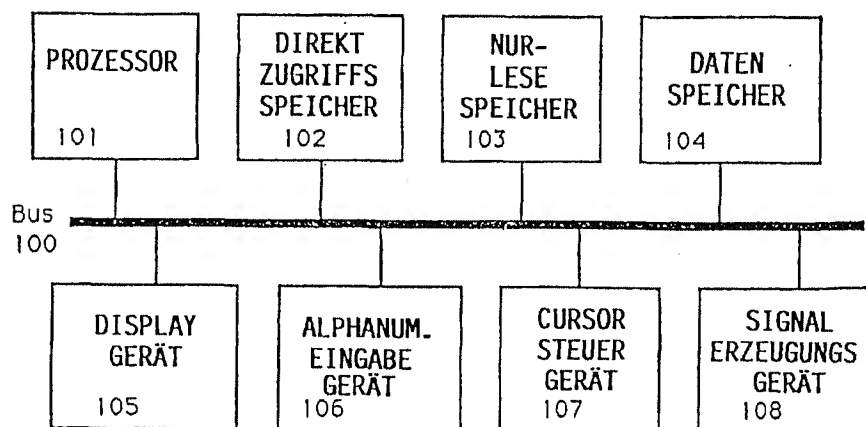 PROZESSOR
101
DIREKT
ZUGRIFFS
SPEICHER
102
NUR-
LESE
SPEICHER
103
DATEN
SPEICHER
104
Bus
100
DISPLAY
GERÄT
105
ALPHANUM.
EINGABE
GERÄT
106
CURSOR
STEUER
GERÄT
107
SIGNAL
ERZEUGUNGS
GERÄT
108